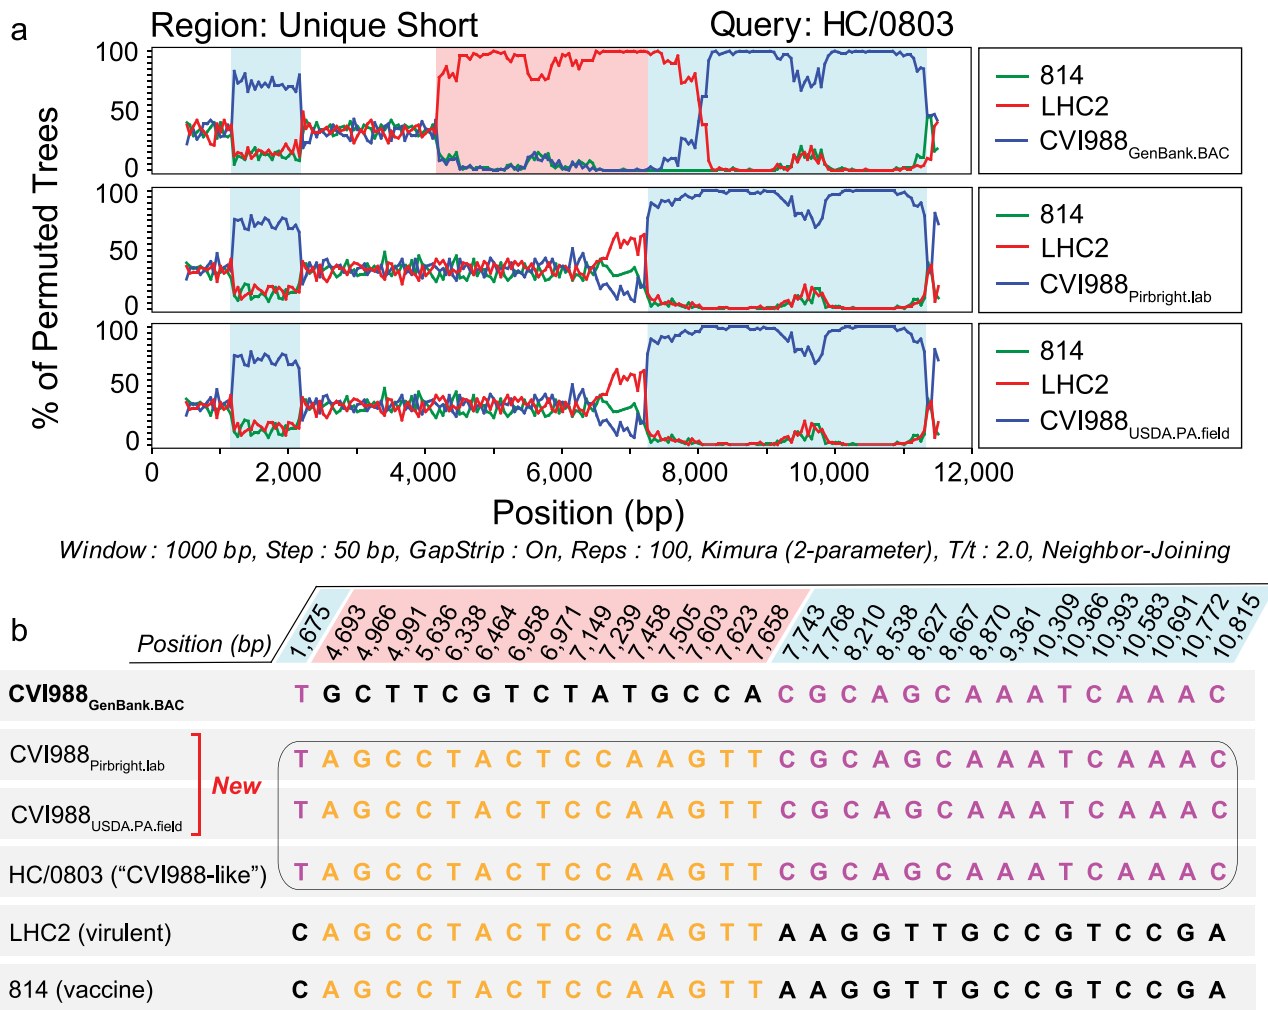 a
Region: Unique Short
Query: HC/0803
% of Permuted Trees
100
50
0
814
LHC2
CVI988GenBank.BAC
100
50
0
814
LHC2
CVI988Pirbright.lab
100
50
0
814
LHC2
CVI988USDA.PA.field
0 2,000 4,000 6,000 8,000 10,000 12,000
Position (bp)
Window : 1000 bp, Step : 50 bp, GapStrip : On, Reps : 100, Kimura (2-parameter), T/t : 2.0, Neighbor-Joining
b
Position (bp) 1,675 4,693 4,966 4,991 5,636 6,338 6,464 6,958 6,971 7,149 7,239 7,458 7,505 7,603 7,623 7,658 7,743 7,768 8,210 8,538 8,627 8,667 8,870 9,361 10,309 10,366 10,393 10,583 10,691 10,772 10,815
CVI988GenBank.BAC T G C T T C G T C T A T G C C A C G C A G C A A A T C A A A C
CVI988Pirbright.lab T A G C C T A C T C C A A G T T C G C A G C A A A T C A A A C
New
CVI988USDA.PA.field T A G C C T A C T C C A A G T T C G C A G C A A A T C A A A C
HC/0803 (“CVI988-like”) T A G C C T A C T C C A A G T T C G C A G C A A A T C A A A C
LHC2 (virulent) C A G C C T A C T C C A A G T T A A G G T T G C C G T C C G A
814 (vaccine) C A G C C T A C T C C A A G T T A A G G T T G C C G T C C G A